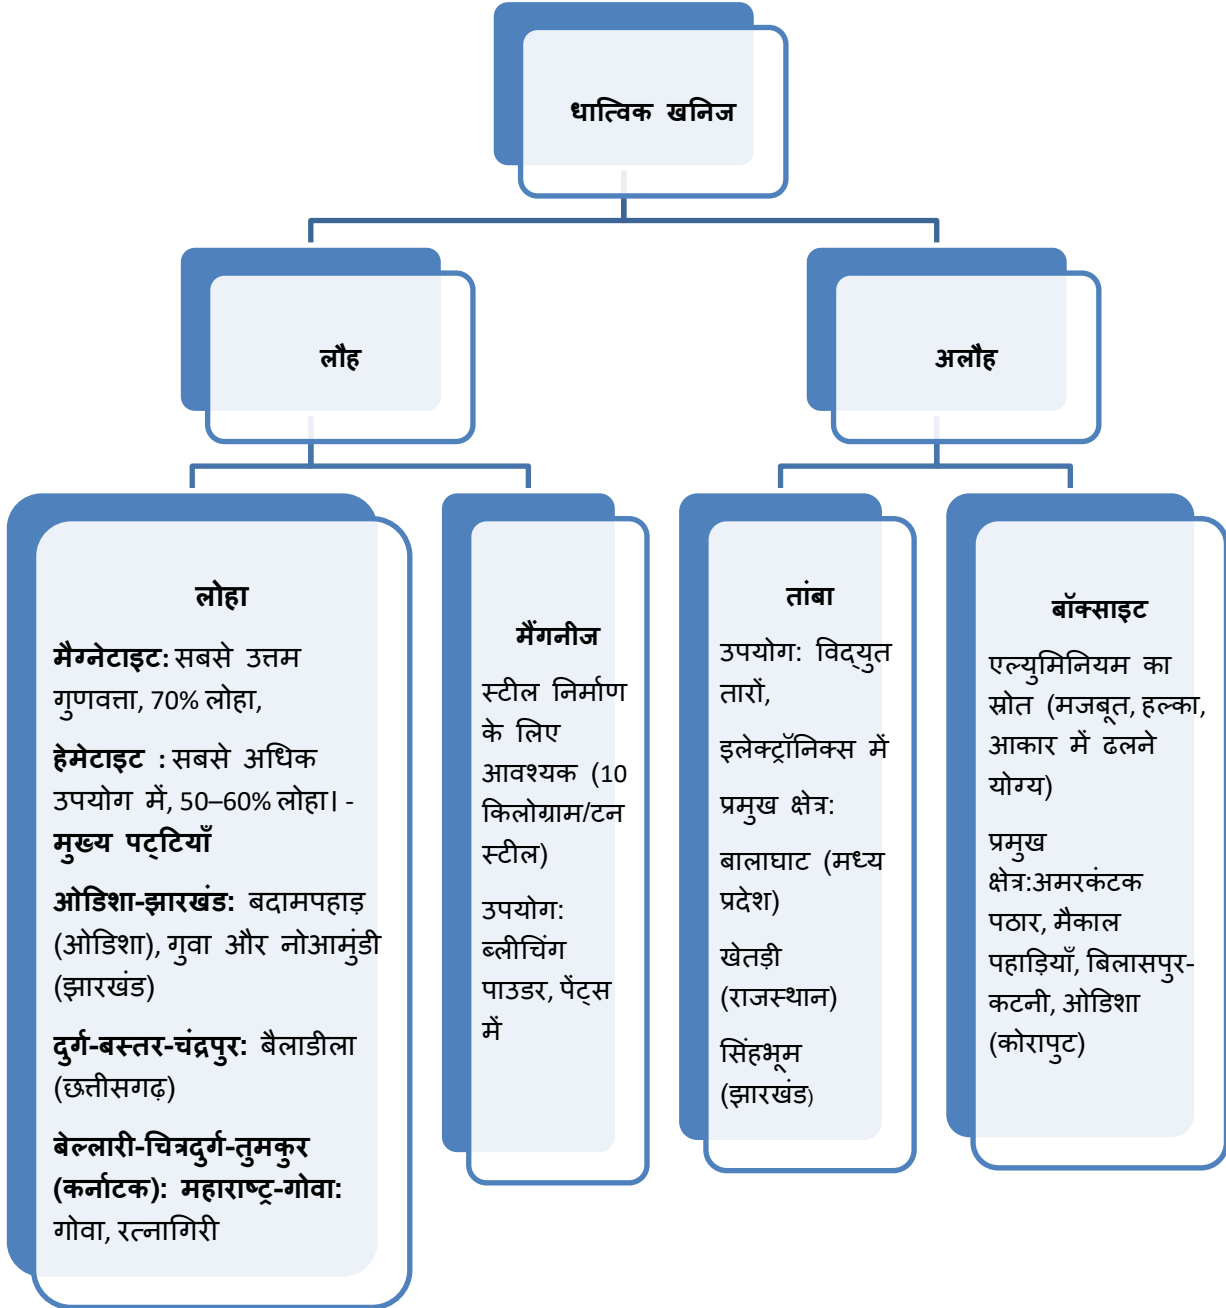 धात्विक खनिज
लौह
अलौह
लोहा
मैग्नेटाइट: सबसे उत्तम
गुणवत्ता, 70% लोहा,
हेमेटाइट : सबसे अधिक
उपयोग में, 50–60% लोहा। -
मुख्य पट्टियाँ
ओडिशा-झारखंड: बदामपहाड़
(ओडिशा), गुवा और नोआमुंडी
(झारखंड)
दुर्ग-बस्तर-चंद्रपुर: बैलाडीला
(छत्तीसगढ़)
बेल्लारी-चित्रदुर्ग-तुमकुर
(कर्नाटक): महाराष्ट्र-गोवा:
गोवा, रत्नागिरी
मैंगनीज
स्टील निर्माण
के लिए
आवश्यक (10
किलोग्राम/टन
स्टील)
उपयोग:
ब्लीचिंग
पाउडर, पेंट्स
में
तांबा
उपयोग: विद्युत
तारों,
इलेक्ट्रॉनिक्स में
प्रमुख क्षेत्र:
बालाघाट (मध्य
प्रदेश)
खेतड़ी
(राजस्थान)
सिंहभूम
(झारखंड)
बॉक्साइट
एल्युमिनियम का
स्रोत (मजबूत, हल्का,
आकार में ढलने
योग्य)
प्रमुख
क्षेत्र:अमरकंटक
पठार, मैकाल
पहाड़ियाँ, बिलासपुर-
कटनी, ओडिशा
(कोरापुट)